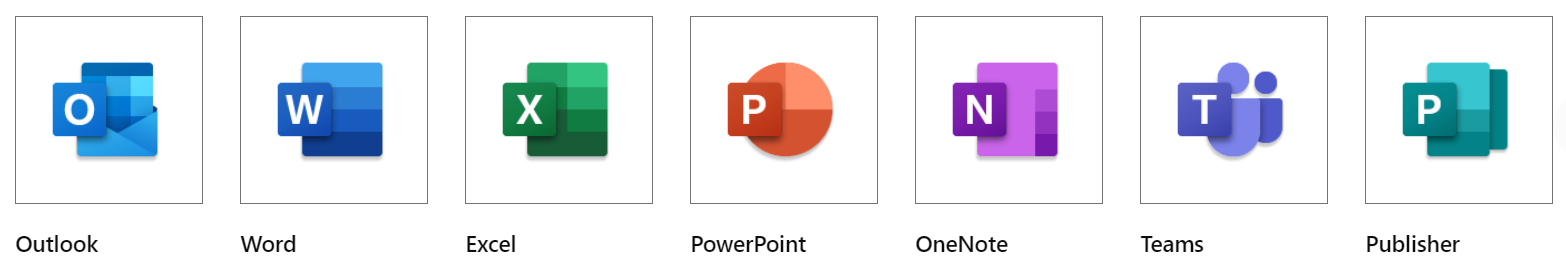 O W X P N T P
Outlook Word Excel PowerPoint OneNote Teams Publisher